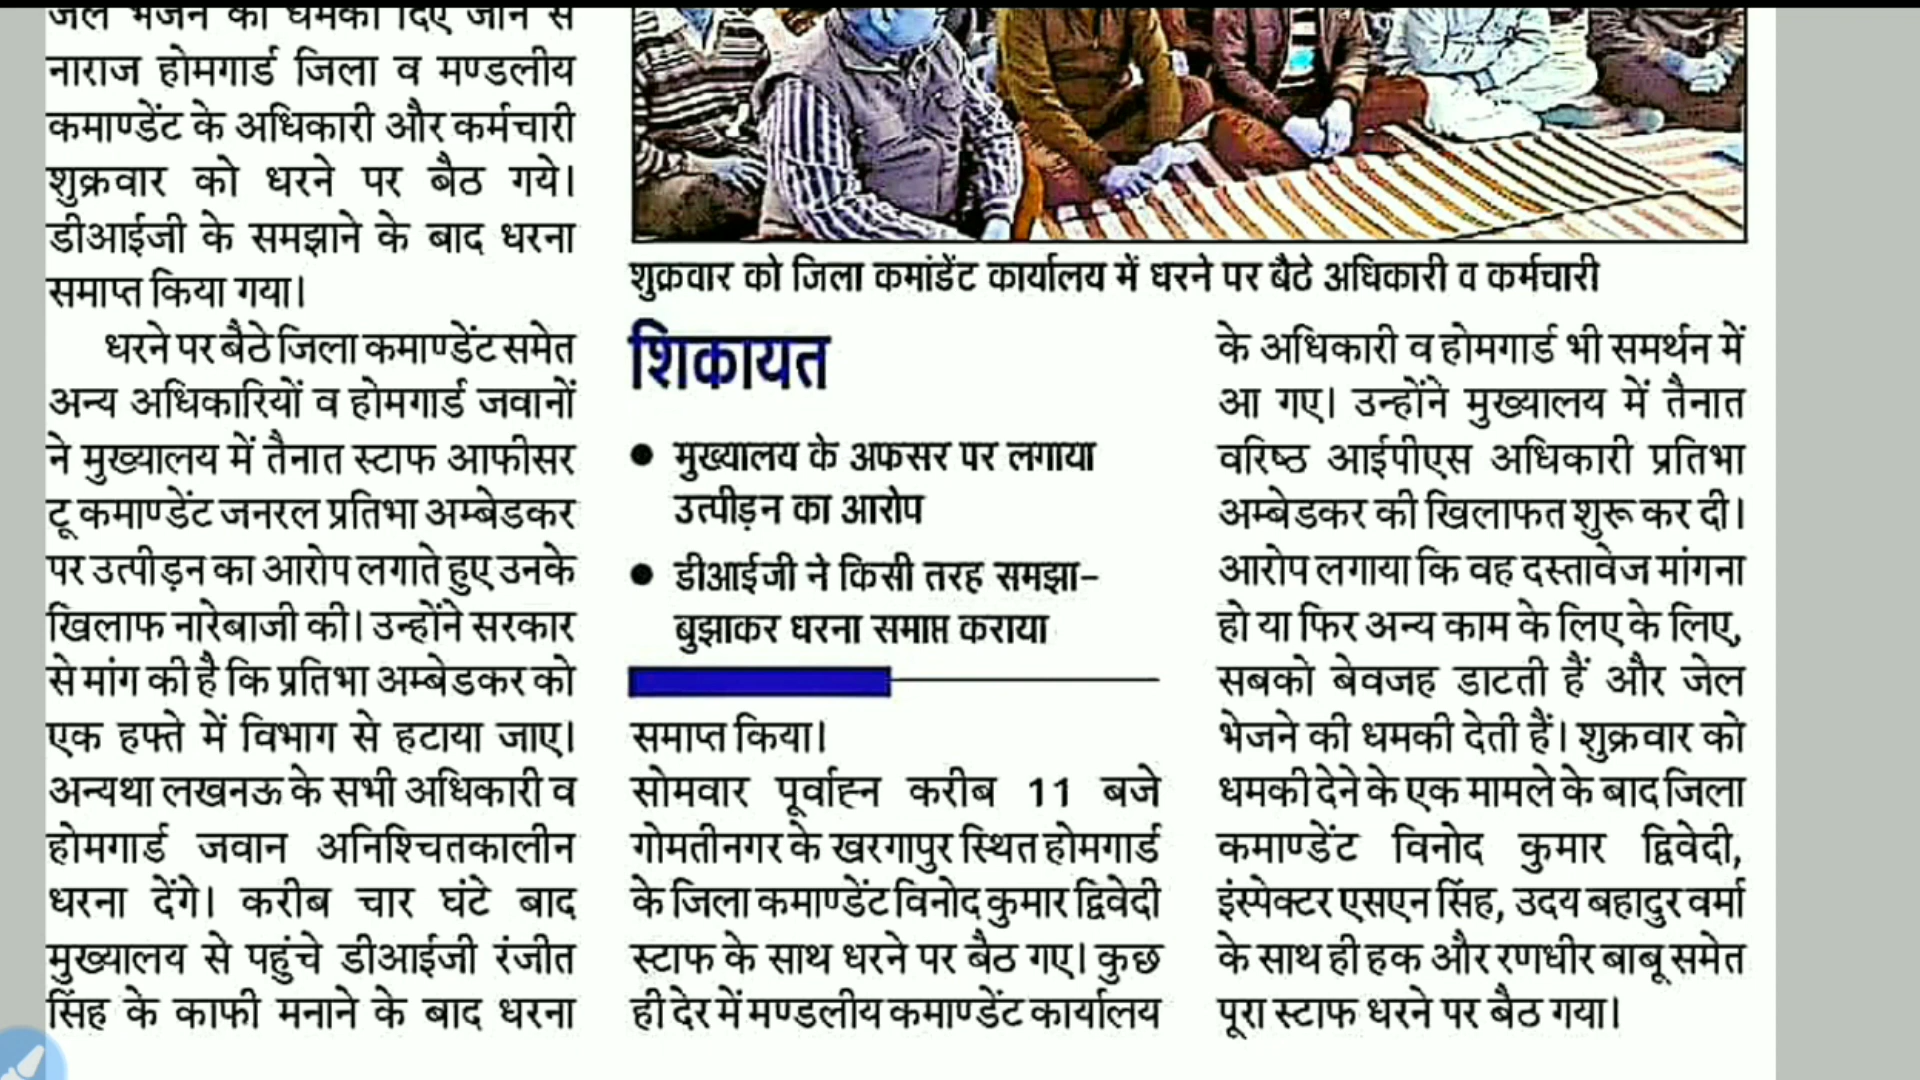 जेल भेजने की धमकी दिए जाने से
नाराज होमगार्ड जिला व मण्डलीय
कमाण्डेंट के अधिकारी और कर्मचारी
शुक्रवार को धरने पर बैठ गये।
डीआईजी के समझाने के बाद धरना
समाप्त किया गया।
धरने पर बैठे जिला कमाण्डेंट समेत
अन्य अधिकारियों व होमगार्ड जवानों
ने मुख्यालय में तैनात स्टाफ आफीसर
टू कमाण्डेंट जनरल प्रतिभा अम्बेडकर
पर उत्पीड़न का आरोप लगाते हुए उनके
खिलाफ नारेबाजी की। उन्होंने सरकार
से मांग की है कि प्रतिभा अम्बेडकर को
एक हफ्ते में विभाग से हटाया जाए।
अन्यथा लखनऊ के सभी अधिकारी व
होमगार्ड जवान अनिश्चितकालीन
धरना देंगे। करीब चार घंटे बाद
मुख्यालय से पहुंचे डीआईजी रंजीत
सिंह के काफी मनाने के बाद धरना
शुक्रवार को जिला कमांडेंट कार्यालय में धरने पर बैठे अधिकारी व कर्मचारी
शिकायत
● मुख्यालय के अफसर पर लगाया
उत्पीड़न का आरोप
● डीआईजी ने किसी तरह समझा-
बुझाकर धरना समाप्त कराया
समाप्त किया।
सोमवार पूर्वाह्न करीब 11 बजे
गोमतीनगर के खरगापुर स्थित होमगार्ड
के जिला कमाण्डेंट विनोद कुमार द्विवेदी
स्टाफ के साथ धरने पर बैठ गए। कुछ
ही देर में मण्डलीय कमाण्डेंट कार्यालय
के अधिकारी व होमगार्ड भी समर्थन में
आ गए। उन्होंने मुख्यालय में तैनात
वरिष्ठ आईपीएस अधिकारी प्रतिभा
अम्बेडकर की खिलाफत शुरू कर दी।
आरोप लगाया कि वह दस्तावेज मांगना
हो या फिर अन्य काम के लिए के लिए,
सबको बेवजह डाटती हैं और जेल
भेजने की धमकी देती हैं। शुक्रवार को
धमकी देने के एक मामले के बाद जिला
कमाण्डेंट विनोद कुमार द्विवेदी,
इंस्पेक्टर एसएन सिंह, उदय बहादुर वर्मा
के साथ ही हक और रणधीर बाबू समेत
पूरा स्टाफ धरने पर बैठ गया।